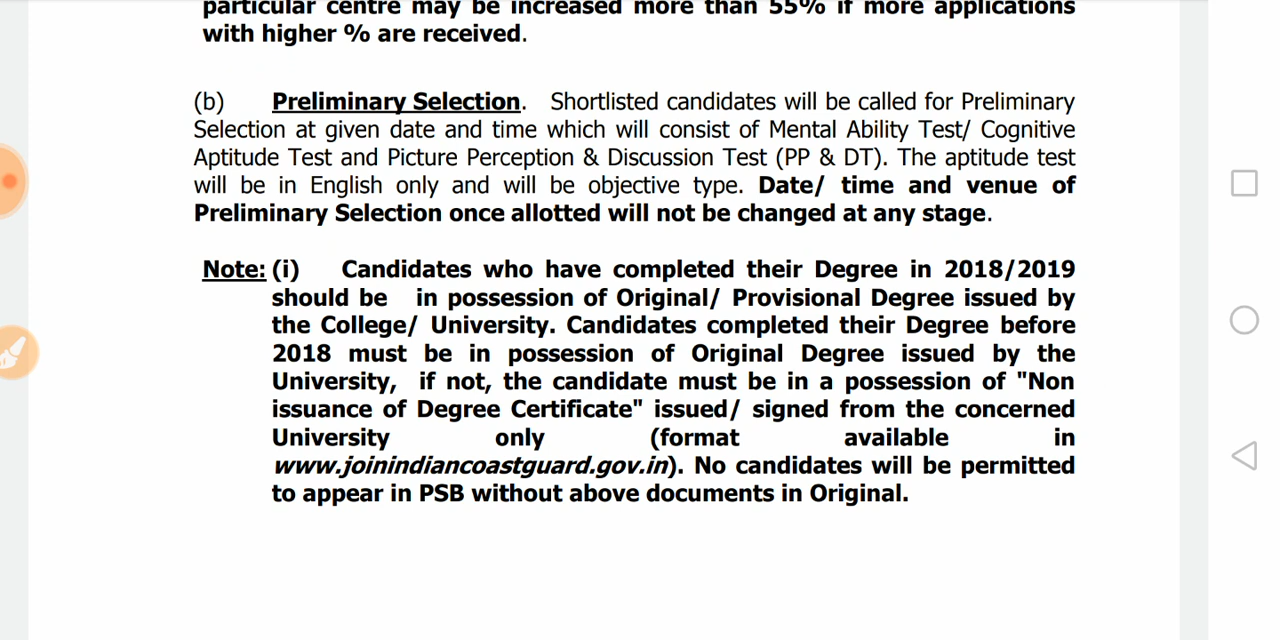 particular centre may be increased more than 55% if more applications
with higher % are received.
(b) Preliminary Selection. Shortlisted candidates will be called for Preliminary
Selection at given date and time which will consist of Mental Ability Test/ Cognitive
Aptitude Test and Picture Perception & Discussion Test (PP & DT). The aptitude test
will be in English only and will be objective type. Date/ time and venue of
Preliminary Selection once allotted will not be changed at any stage.
Note: (i) Candidates who have completed their Degree in 2018/2019
should be in possession of Original/ Provisional Degree issued by
the College/ University. Candidates completed their Degree before
2018 must be in possession of Original Degree issued by the
University, if not, the candidate must be in a possession of "Non
issuance of Degree Certificate" issued/ signed from the concerned
University only (format available in
www.joinindiancoastguard.gov.in). No candidates will be permitted
to appear in PSB without above documents in Original.